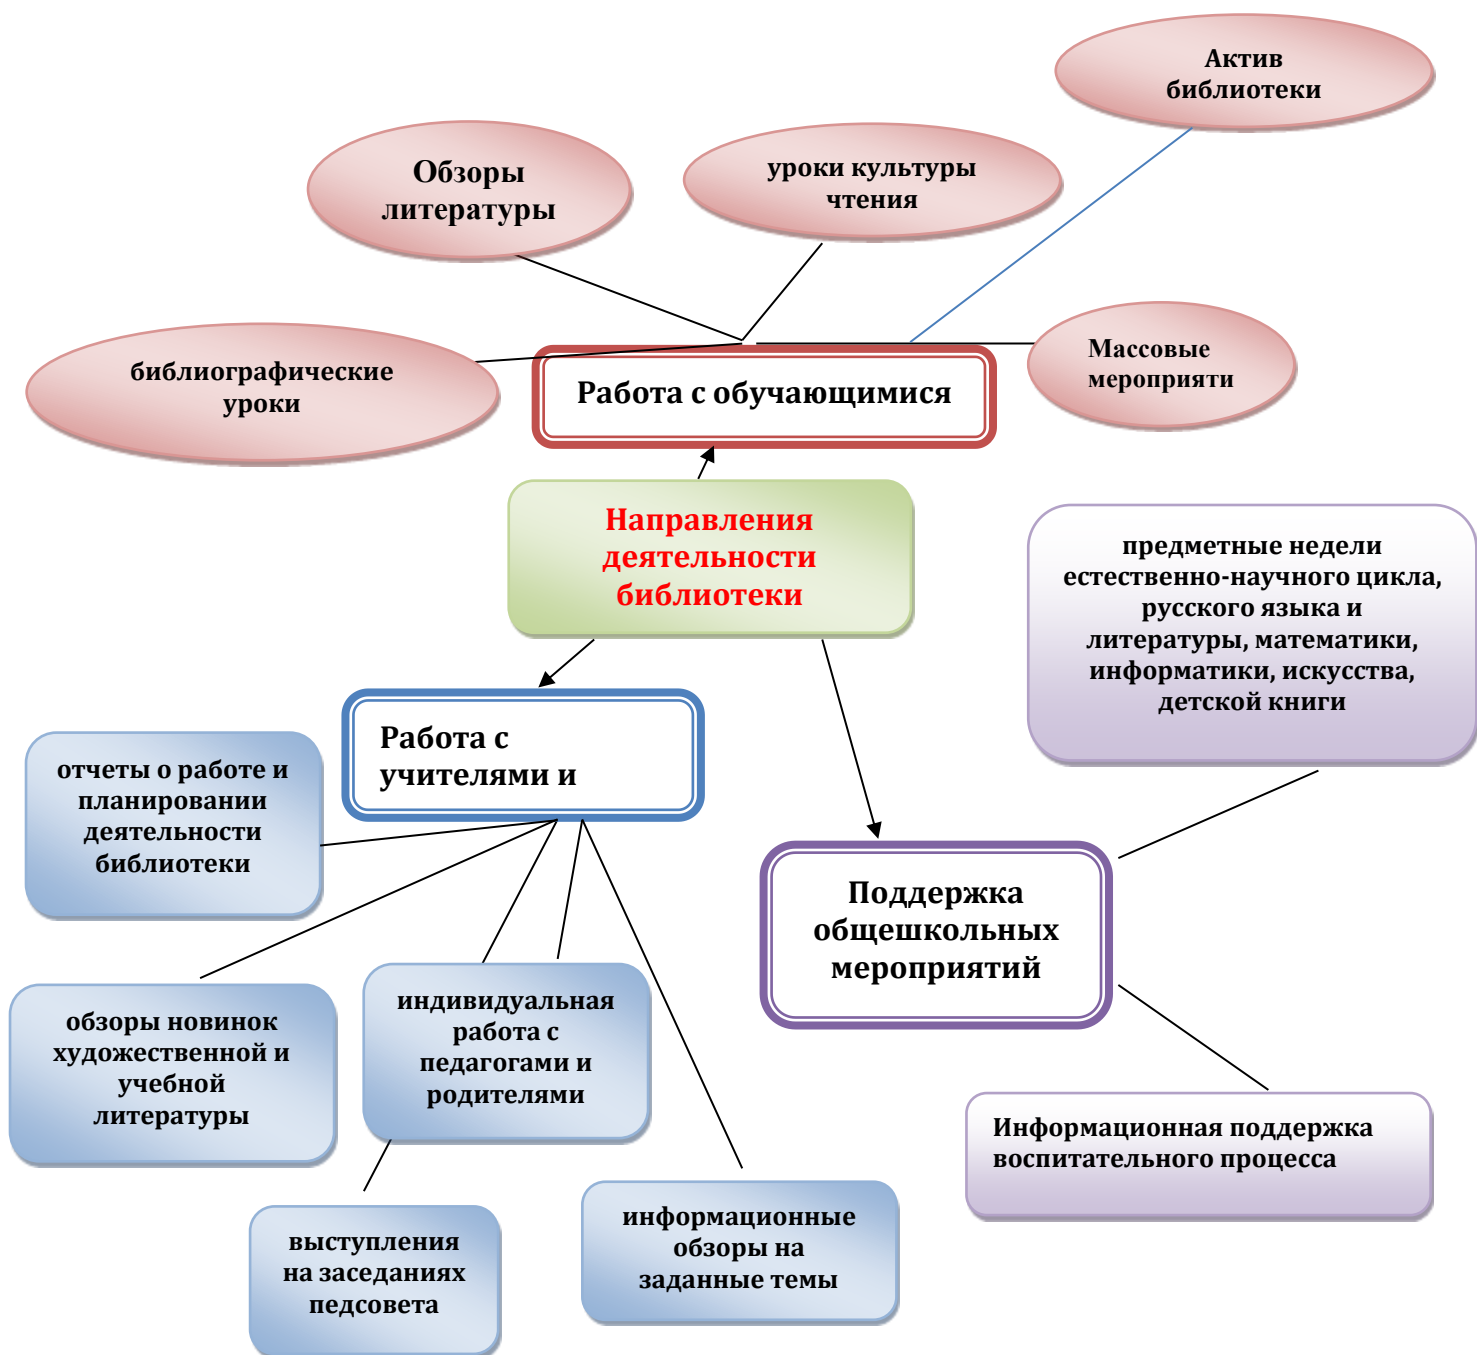 Актив
библиотеки
Обзоры
литературы
уроки культуры
чтения
библиографические
уроки
Массовые
мероприяти
Работа с обучающимися
Направления
деятельности
библиотеки
предметные недели
естественно-научного цикла,
русского языка и
литературы, математики,
информатики, искусства,
детской книги
Работа с
учителями и
отчеты о работе и
планировании
деятельности
библиотеки
Поддержка
общешкольных
мероприятий
обзоры новинок
художественной и
учебной
литературы
индивидуальная
работа с
педагогами и
родителями
Информационная поддержка
воспитательного процесса
выступления
на заседаниях
педсовета
информационные
обзоры на
заданные темы